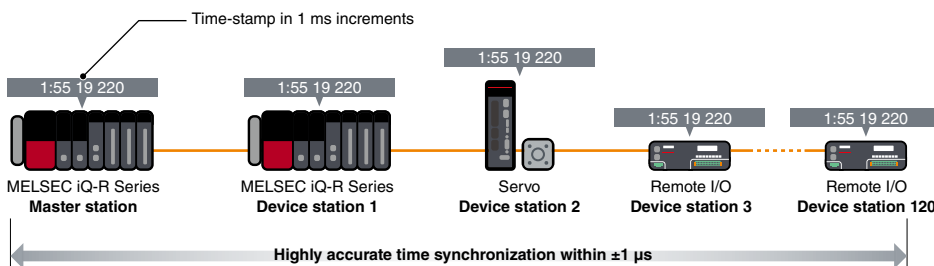 Time-stamp in 1 ms increments
1:55 19 220
1:55 19 220
1:55 19 220
1:55 19 220
1:55 19 220
MELSEC iQ-R Series
Master station
MELSEC iQ-R Series
Device station 1
Servo
Device station 2
Remote I/O
Device station 3
Remote I/O
Device station 120
Highly accurate time synchronization within ±1 µs